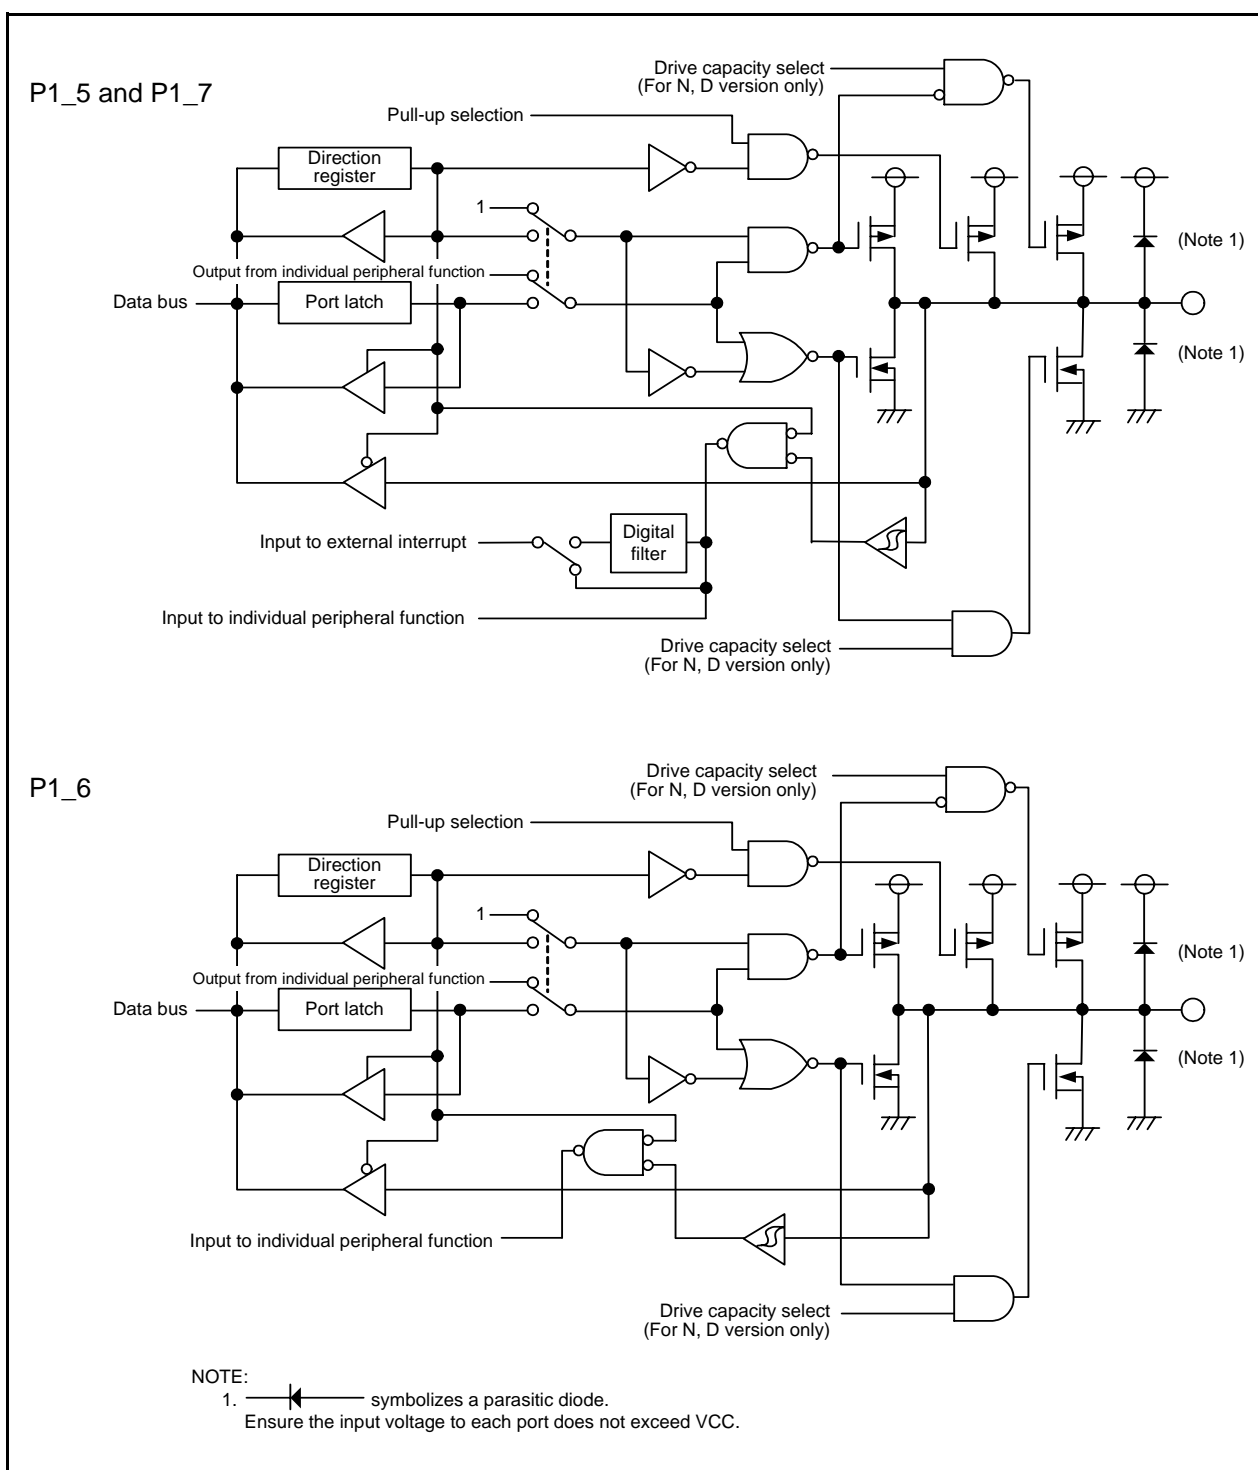 P1_5 and P1_7
Drive capacity select
(For N, D version only)
Pull-up selection
Direction
register
1
(Note 1)
Output from individual peripheral function
Data bus
Port latch
(Note 1)
Input to external interrupt
Digital
filter
Input to individual peripheral function
Drive capacity select
(For N, D version only)
P1_6
Drive capacity select
(For N, D version only)
Pull-up selection
Direction
register
1
(Note 1)
Output from individual peripheral function
Data bus
Port latch
(Note 1)
Input to individual peripheral function
Drive capacity select
(For N, D version only)
NOTE:
1. symbolizes a parasitic diode.
Ensure the input voltage to each port does not exceed VCC.